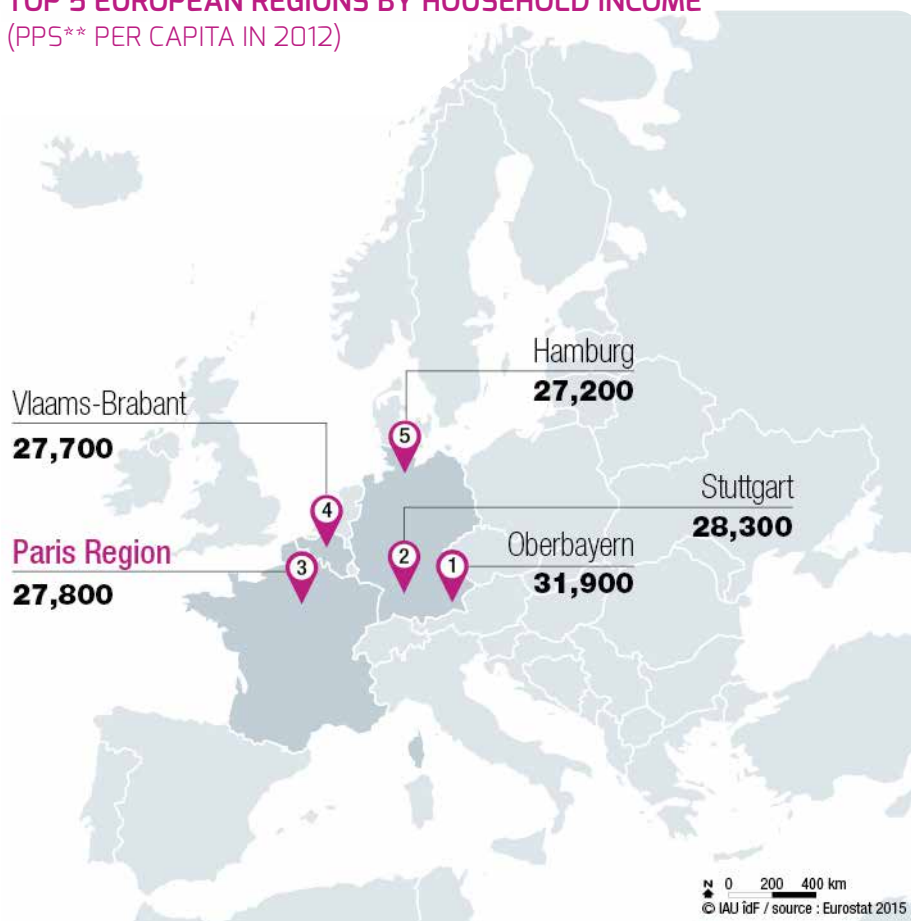 TOP 5 EUROPEAN REGIONS BY HOUSEHOLD INCOME
(PPS** PER CAPITA IN 2012)
Hamburg
27,200
Vlaams-Brabant
27,700
5
Stuttgart
28,300
4
Oberbayern
31,900
Paris Region
27,800
3
2
1
N 0 200 400 km
© IAU îdF / source : Eurostat 2015